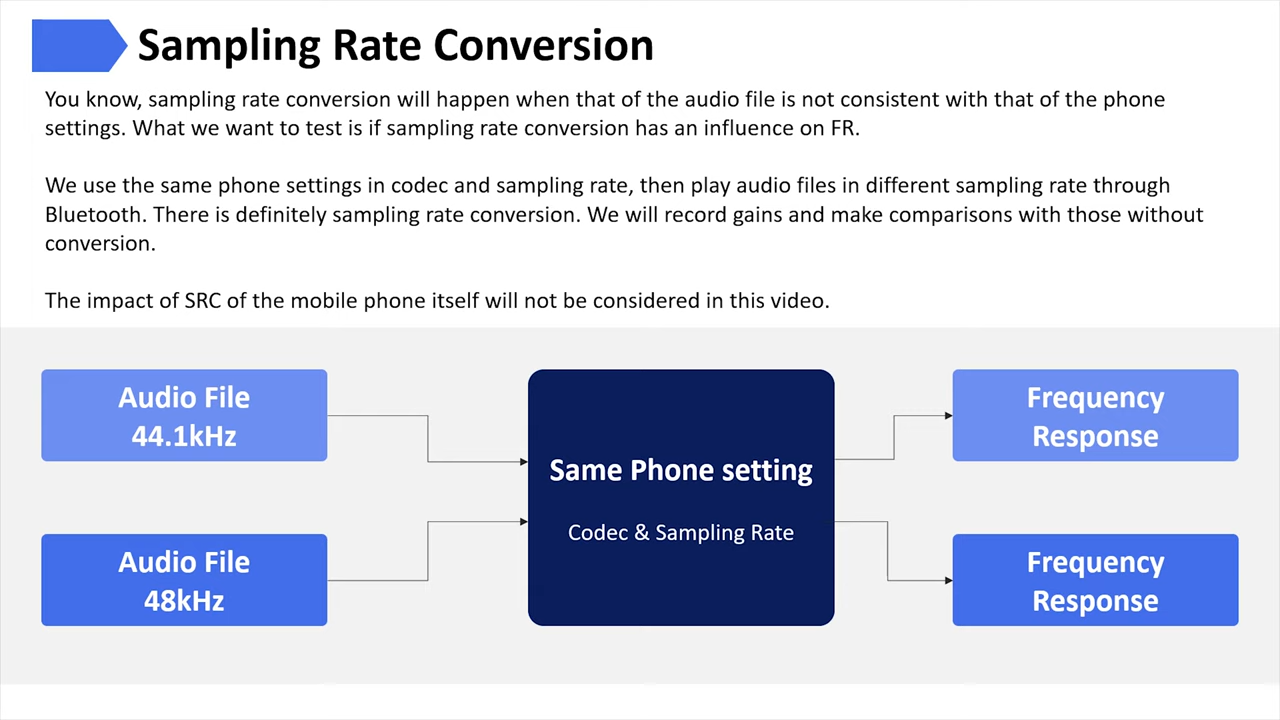 Sampling Rate Conversion
You know, sampling rate conversion will happen when that of the audio file is not consistent with that of the phone
settings. What we want to test is if sampling rate conversion has an influence on FR.
We use the same phone settings in codec and sampling rate, then play audio files in different sampling rate through
Bluetooth. There is definitely sampling rate conversion. We will record gains and make comparisons with those without
conversion.
The impact of SRC of the mobile phone itself will not be considered in this video.
Audio File
44.1kHz
Audio File
48kHz
Same Phone setting
Codec & Sampling Rate
Frequency
Response
Frequency
Response